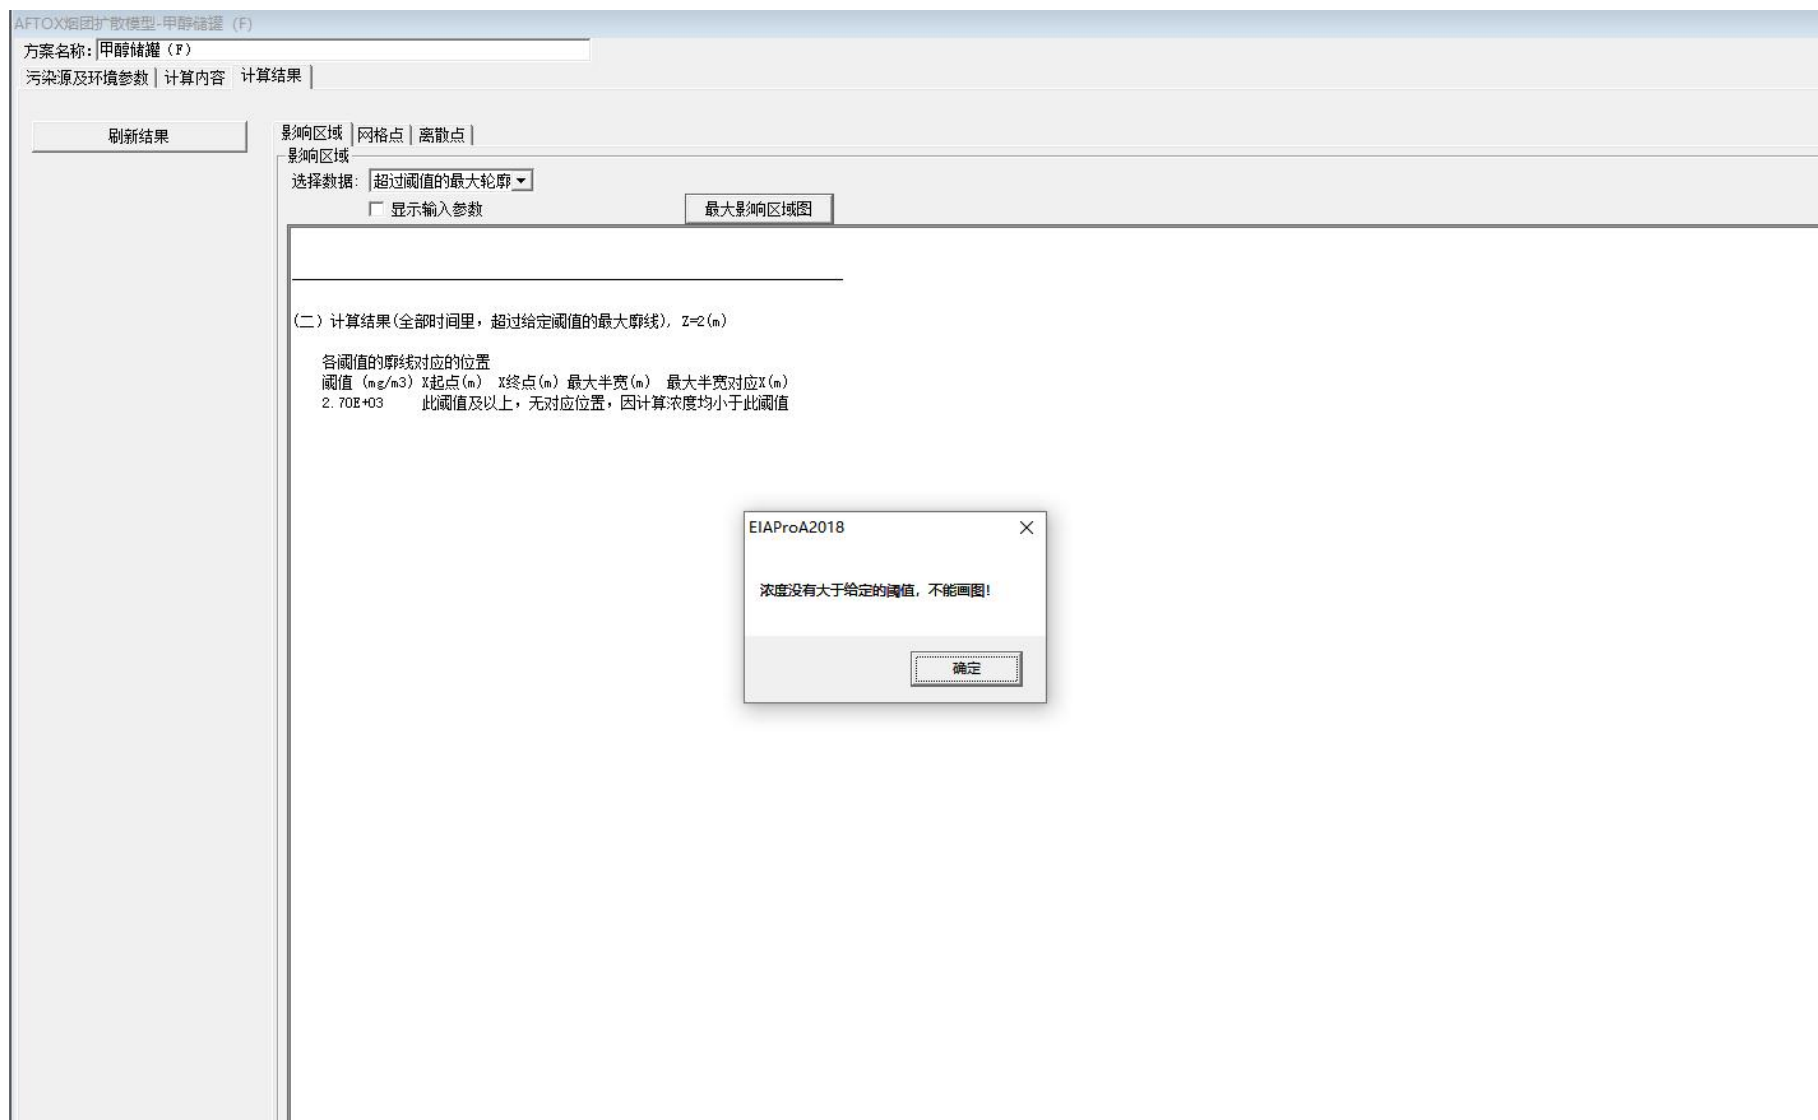 AFTOX烟团扩散模型-甲醇储罐 (F)
方案名称: 甲醇储罐 (F)
污染源及环境参数 计算内容 计算结果
刷新结果
影响区域 网格点 离散点
影响区域
选择数据: 超过阈值的最大轮廓
显示输入参数 最大影响区域图
(二) 计算结果(全部时间里，超过给定阈值的最大廓线), Z=2(m)
各阈值的廓线对应的位置
阈值 (mg/m3) X起点(m) X终点(m) 最大半宽(m) 最大半宽对应X(m)
2.70E+03 此阈值及以上，无对应位置，因计算浓度均小于此阈值
EIAProA2018
浓度没有大于给定的阈值，不能画图!
确定